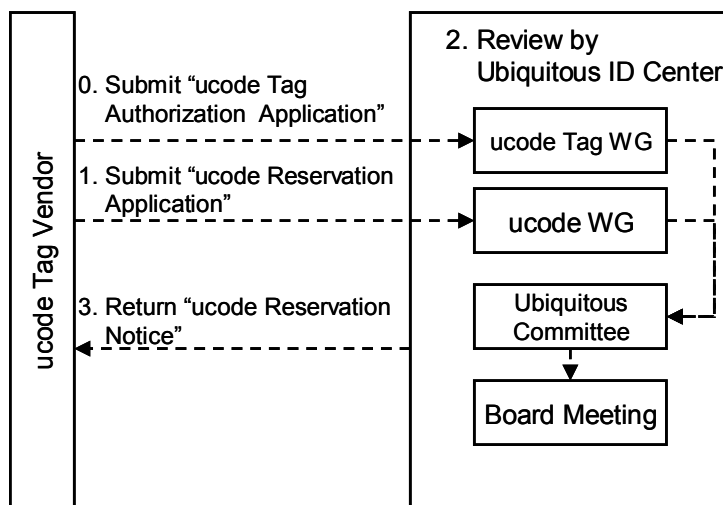 ucode Tag Vendor
0. Submit “ucode Tag
Authorization Application”
1. Submit “ucode Reservation
Application”
3. Return “ucode Reservation
Notice”
2. Review by
Ubiquitous ID Center
ucode Tag WG
ucode WG
Ubiquitous
Committee
Board Meeting